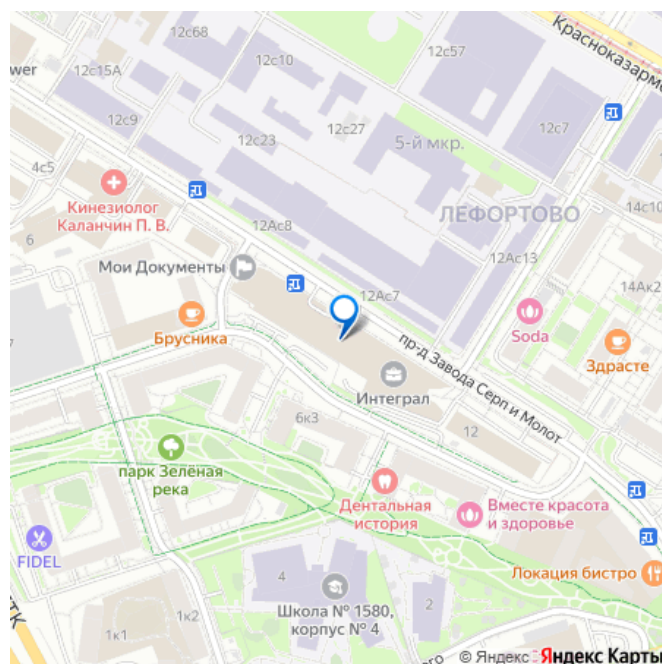 12с68
12с10
12с57
Красноказарм
wer
12с15А
12с9
12с23
12с27
5-й мкр.
12с7
4с5
Кинезиолог
Каланчин П. В.
ЛЕФОРТОВО
14с10
6
12Ас8
12Ас13
Мои Документы
12Ас7
14Ак2
Брусника
Soda
Здрасте
пр-д Завода Серп и Молот
Интеграл
6к3
12
парк Зелёная
река
Дентальная
история
Вместе красота
и здоровье
FIDEL
Локация бистро
4
Школа № 1580,
корпус № 4
2
ТТК
1к2
1к1
его
© Яндекс Яндекс Карты